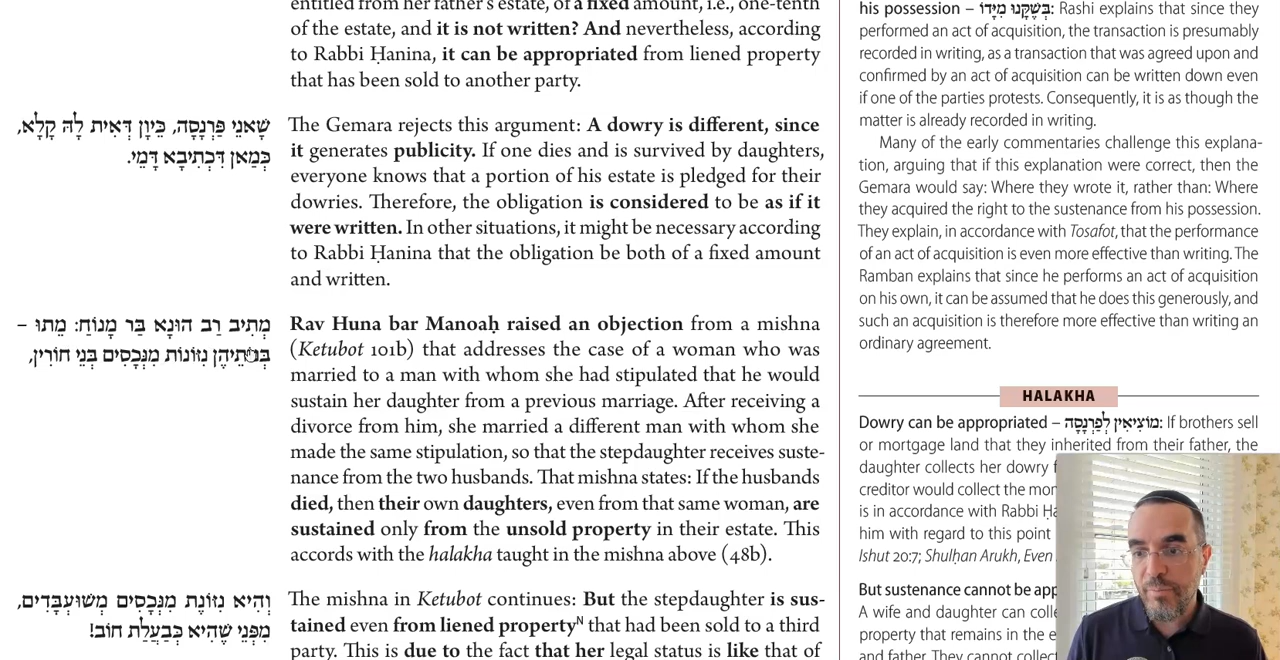 entitled from her father's estate, of a fixed amount, i.e., one-tenth
of the estate, and it is not written? And nevertheless, according
to Rabbi Ḥanina, it can be appropriated from liened property
that has been sold to another party.
שָׁאנֵי פַּרְנָסָה, כֵּיוָן דְּאִית לַהּ קָלָא,
כְּמַאן דִּכְתִיבָא דָּמֵי.
The Gemara rejects this argument: A dowry is different, since
it generates publicity. If one dies and is survived by daughters,
everyone knows that a portion of his estate is pledged for their
dowries. Therefore, the obligation is considered to be as if it
were written. In other situations, it might be necessary according
to Rabbi Ḥanina that the obligation be both of a fixed amount
and written.
מֵתִיב רַב הוּנָא בַּר מָנוֹחַ: מֵתוּ –
בְּנוֹתֵיהֶן נִזּוֹנוֹת מִנְּכָסִים בְּנֵי חוֹרִין,
Rav Huna bar Manoaḥ raised an objection from a mishna
(Ketubot 101b) that addresses the case of a woman who was
married to a man with whom she had stipulated that he would
sustain her daughter from a previous marriage. After receiving a
divorce from him, she married a different man with whom she
made the same stipulation, so that the stepdaughter receives suste-
nance from the two husbands. That mishna states: If the husbands
died, then their own daughters, even from that same woman, are
sustained only from the unsold property in their estate. This
accords with the halakha taught in the mishna above (48b).
וְהִיא נִזּוֹנֶת מִנְּכָסִים מְשׁוּעְבָּדִים,
מִפְּנֵי שֶׁהִיא כְּבַעֲלַת חוֹב!
The mishna in Ketubot continues: But the stepdaughter is sus-
tained even from liened propertyᴺ that had been sold to a third
party. This is due to the fact that her legal status is like that of
his possession – בְּשֶׁקָּנוּ מִיָּדוֹ: Rashi explains that since they
performed an act of acquisition, the transaction is presumably
recorded in writing, as a transaction that was agreed upon and
confirmed by an act of acquisition can be written down even
if one of the parties protests. Consequently, it is as though the
matter is already recorded in writing.
Many of the early commentaries challenge this explana-
tion, arguing that if this explanation were correct, then the
Gemara would say: Where they wrote it, rather than: Where
they acquired the right to the sustenance from his possession.
They explain, in accordance with Tosafot, that the performance
of an act of acquisition is even more effective than writing. The
Ramban explains that since he performs an act of acquisition
on his own, it can be assumed that he does this generously, and
such an acquisition is therefore more effective than writing an
ordinary agreement.
HALAKHA
Dowry can be appropriated – מוֹצִיאִין לְפַרְנָסָה: If brothers sell
or mortgage land that they inherited from their father, the
daughter collects her dowry
creditor would collect the
is in accordance with Rabbi
him with regard to this point
Ishut 20:7; Shulḥan Arukh, Even
But sustenance cannot be
A wife and daughter can
property that remains in the
and father. They cannot